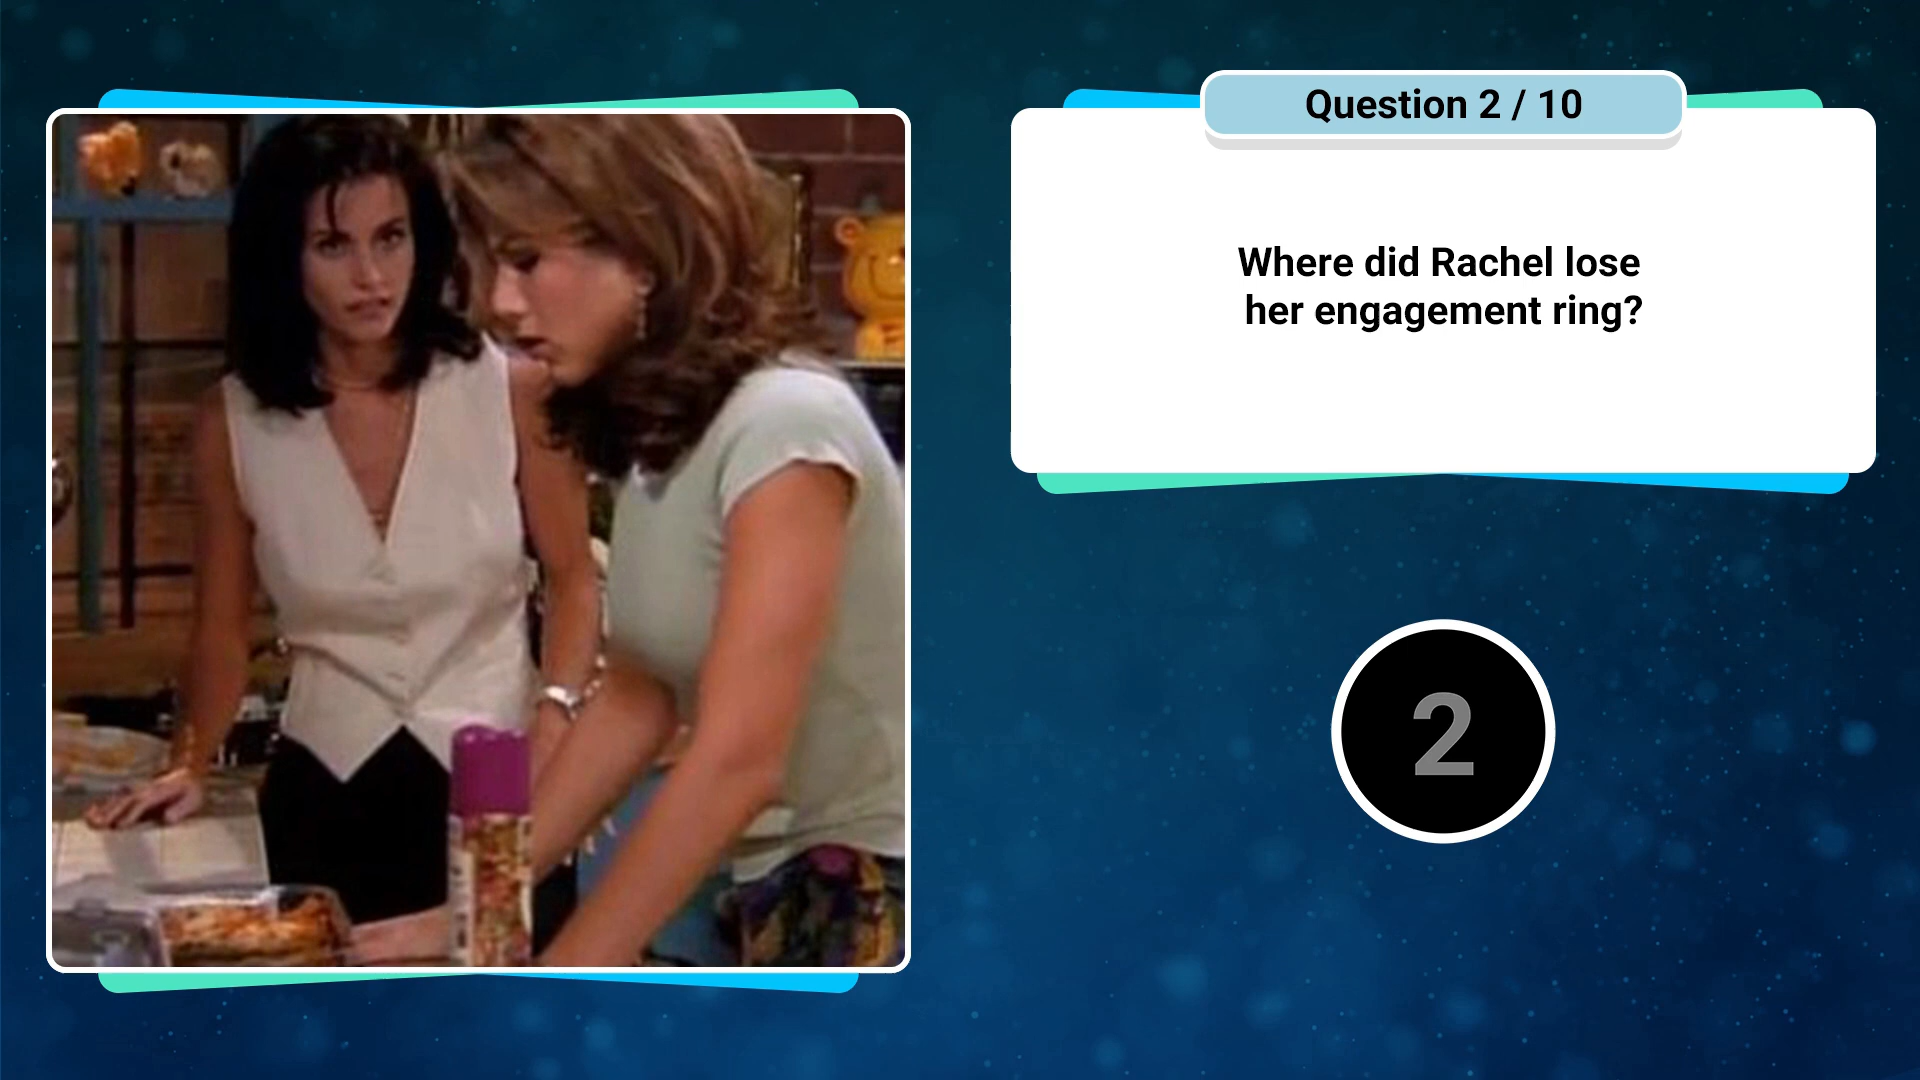 Question 2 / 10
Where did Rachel lose
her engagement ring?
2